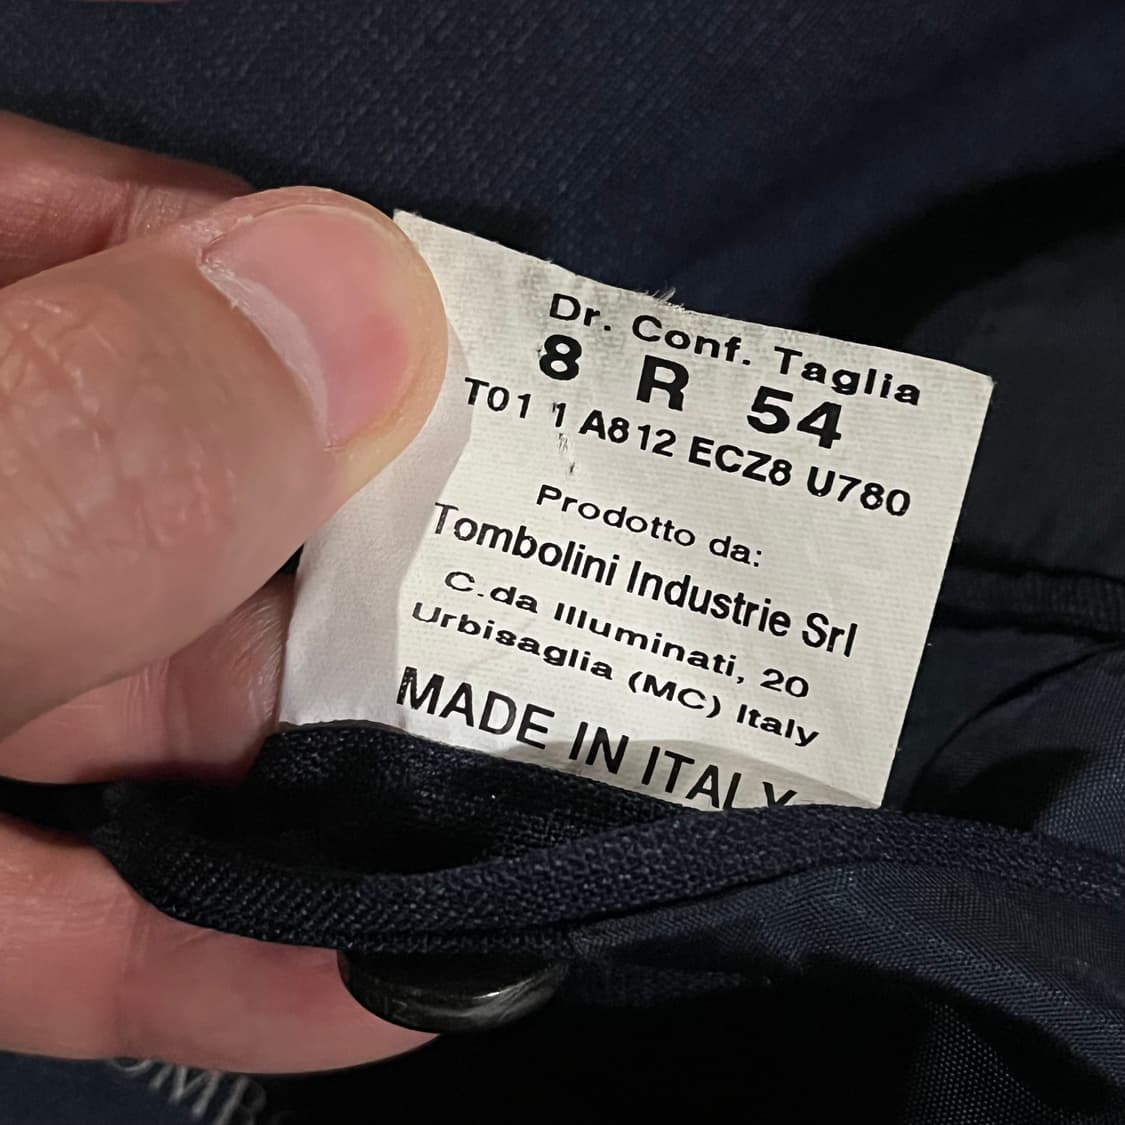 Dr. Conf. Taglia
8 R 54
T01 1 A812 ECZ8 U780
Prodotto da:
Tombolini Industrie Srl
C.da Illuminati, 20
Urbisaglia (MC) Italy
MADE IN ITALY